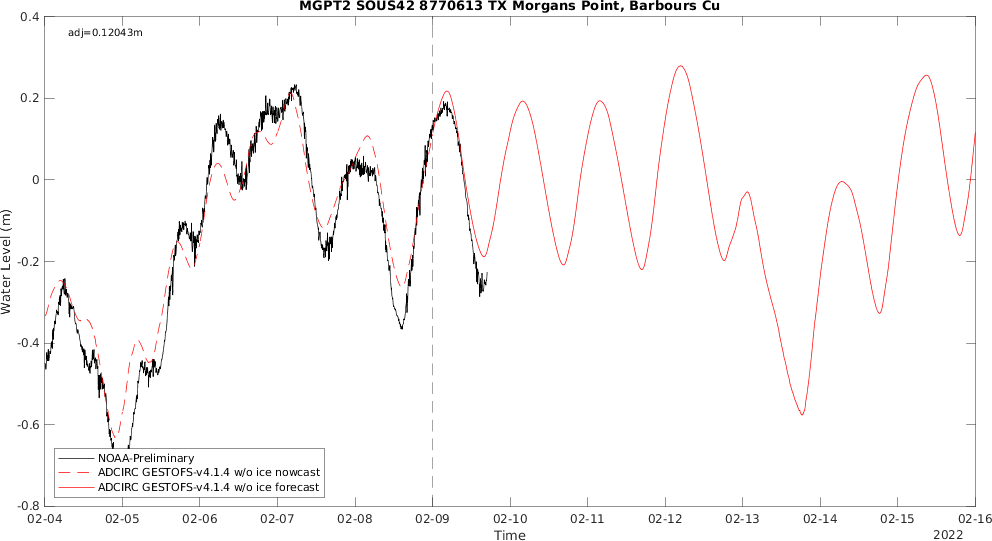 MGPT2 SOUS42 8770613 TX Morgans Point, Barbours Cu
adj=0.12043m
0.4
0.2
0
-0.2
-0.4
-0.6
-0.8
Water Level (m)
NOAA-Preliminary
ADCIRC GESTOFS-v4.1.4 w/o ice nowcast
ADCIRC GESTOFS-v4.1.4 w/o ice forecast
02-04 02-05 02-06 02-07 02-08 02-09 02-10 02-11 02-12 02-13 02-14 02-15 02-16
Time
2022